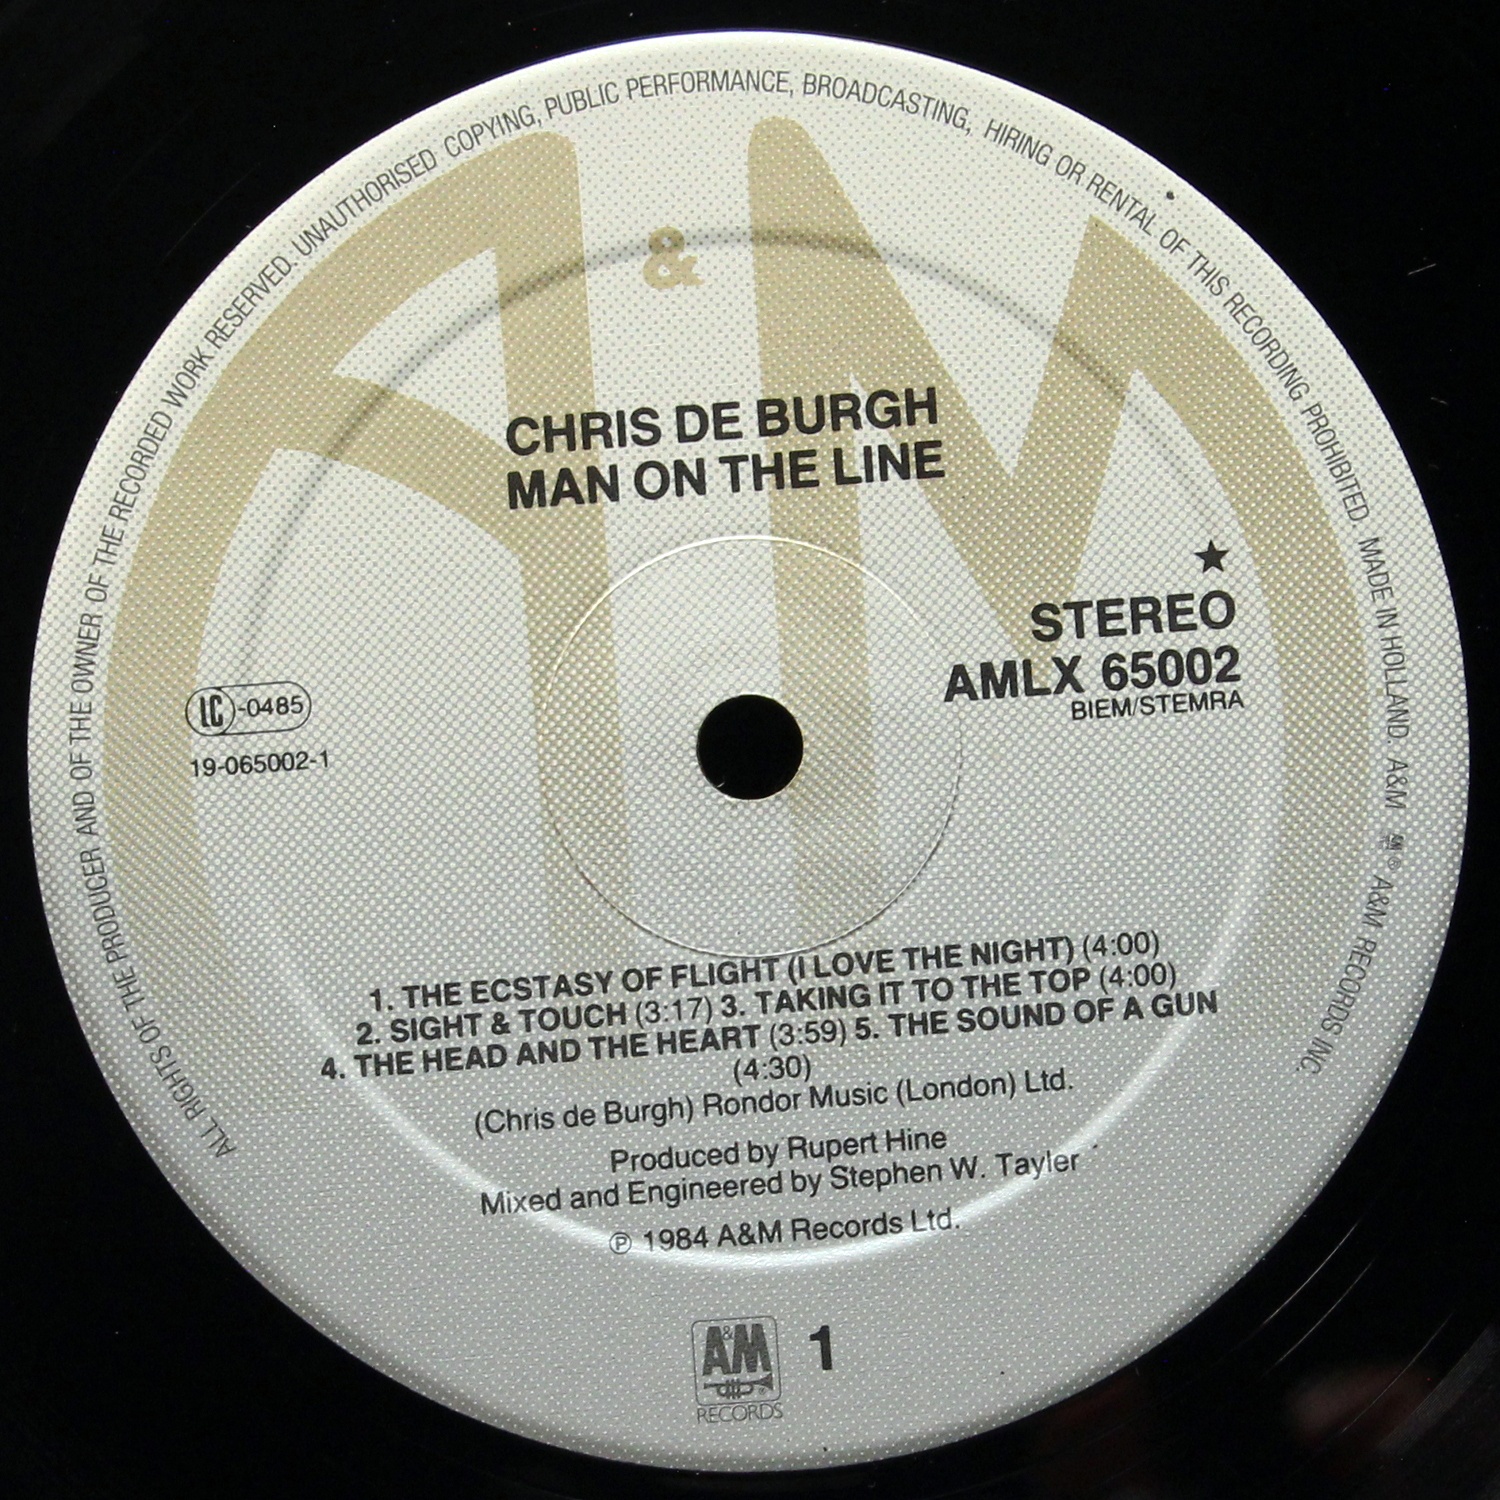 ALL RIGHTS OF THE PRODUCER AND OF THE OWNER OF THE RECORDED WORK RESERVED. UNAUTHORISED COPYING, PUBLIC PERFORMANCE, BROADCASTING, HIRING OR RENTAL OF THIS RECORDING PROHIBITED. MADE IN HOLLAND. A&M ® A&M RECORDS INC.
A & M
CHRIS DE BURGH
MAN ON THE LINE
★
STEREO
AMLX 65002
BIEM/STEMRA
LC-0485
19-065002-1
1. THE ECSTASY OF FLIGHT (I LOVE THE NIGHT) (4:00)
2. SIGHT & TOUCH (3:17) 3. TAKING IT TO THE TOP (4:00)
4. THE HEAD AND THE HEART (3:59) 5. THE SOUND OF A GUN
(4:30)
(Chris de Burgh) Rondor Music (London) Ltd.
Produced by Rupert Hine
Mixed and Engineered by Stephen W. Tayler
℗ 1984 A&M Records Ltd.
A&M 1
RECORDS